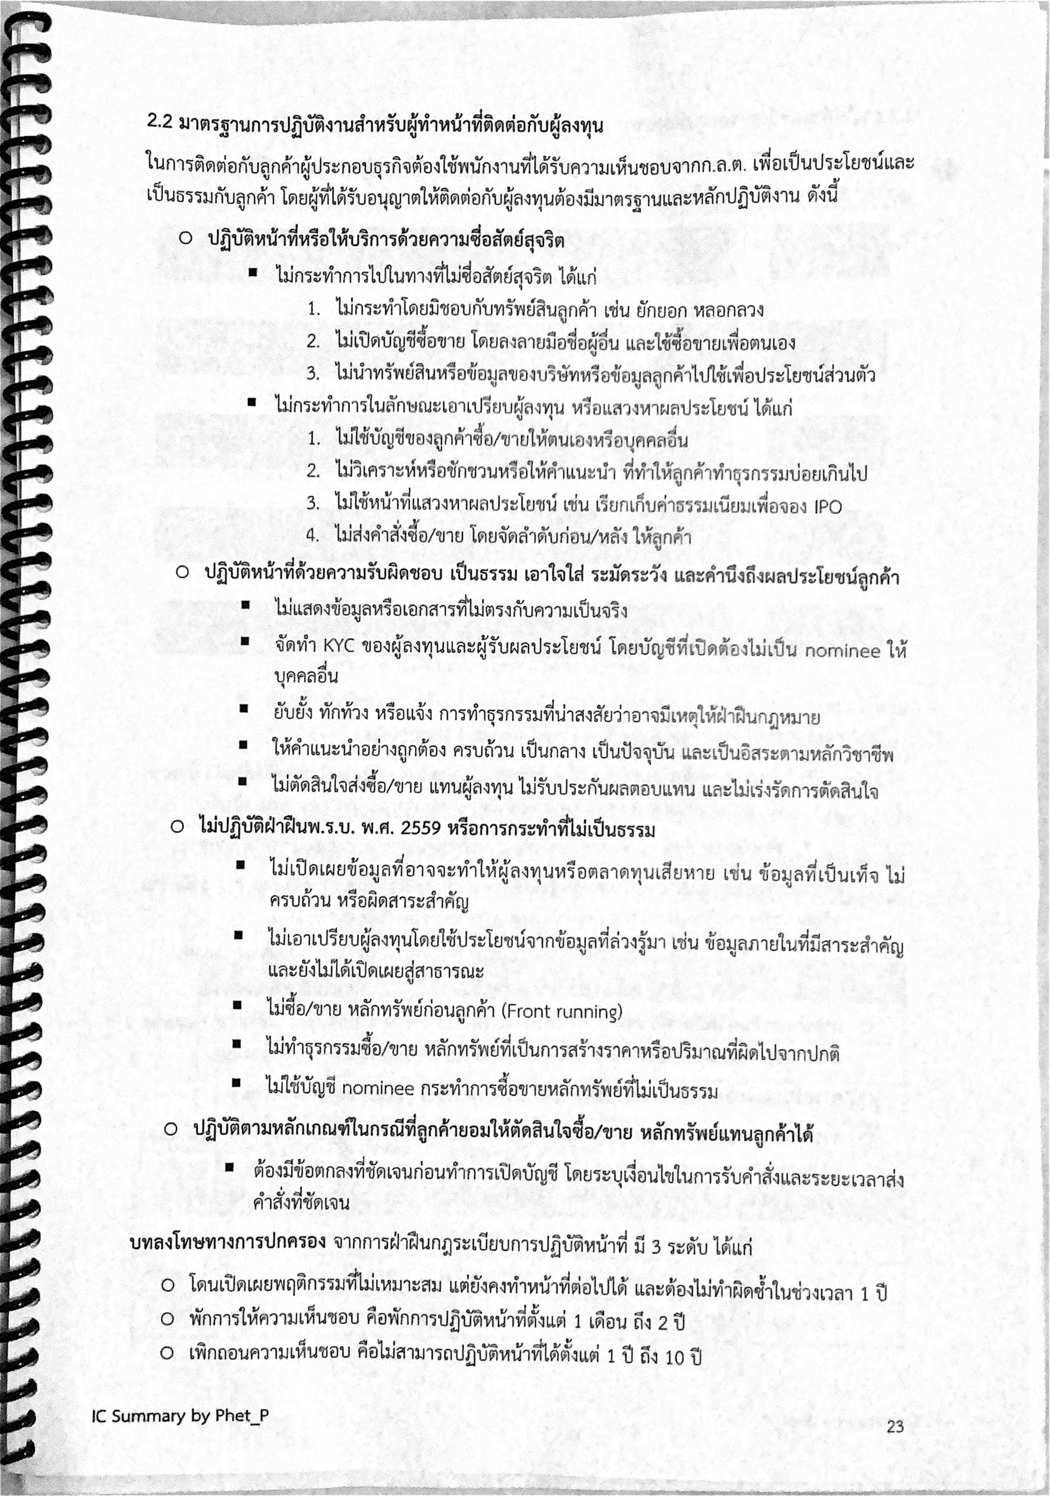 2.2 มาตรฐานการปฏิบัติงานสำหรับผู้ทำหน้าที่ติดต่อกับผู้ลงทุน
ในการติดต่อกับลูกค้าผู้ประกอบธุรกิจต้องใช้พนักงานที่ได้รับความเห็นชอบจากก.ล.ต. เพื่อเป็นประโยชน์และ
เป็นธรรมกับลูกค้า โดยผู้ที่ได้รับอนุญาตให้ติดต่อกับผู้ลงทุนต้องมีมาตรฐานและหลักปฏิบัติงาน ดังนี้
○ ปฏิบัติหน้าที่หรือให้บริการด้วยความซื่อสัตย์สุจริต
▪ ไม่กระทำการไปในทางที่ไม่ซื่อสัตย์สุจริต ได้แก่
1. ไม่กระทำโดยมิชอบกับทรัพย์สินลูกค้า เช่น ยักยอก หลอกลวง
2. ไม่เปิดบัญชีซื้อขาย โดยลงลายมือชื่อผู้อื่น และใช้ซื้อขายเพื่อตนเอง
3. ไม่นำทรัพย์สินหรือข้อมูลของบริษัทหรือข้อมูลลูกค้าไปใช้เพื่อประโยชน์ส่วนตัว
▪ ไม่กระทำการในลักษณะเอาเปรียบผู้ลงทุน หรือแสวงหาผลประโยชน์ ได้แก่
1. ไม่ใช้บัญชีของลูกค้าซื้อ/ขายให้ตนเองหรือบุคคลอื่น
2. ไม่วิเคราะห์หรือชักชวนหรือให้คำแนะนำ ที่ทำให้ลูกค้าทำธุรกรรมบ่อยเกินไป
3. ไม่ใช้หน้าที่แสวงหาผลประโยชน์ เช่น เรียกเก็บค่าธรรมเนียมเพื่อจอง IPO
4. ไม่ส่งคำสั่งซื้อ/ขาย โดยจัดลำดับก่อน/หลัง ให้ลูกค้า
○ ปฏิบัติหน้าที่ด้วยความรับผิดชอบ เป็นธรรม เอาใจใส่ ระมัดระวัง และคำนึงถึงผลประโยชน์ลูกค้า
▪ ไม่แสดงข้อมูลหรือเอกสารที่ไม่ตรงกับความเป็นจริง
▪ จัดทำ KYC ของผู้ลงทุนและผู้รับผลประโยชน์ โดยบัญชีที่เปิดต้องไม่เป็น nominee ให้
บุคคลอื่น
▪ ยับยั้ง ทักท้วง หรือแจ้ง การทำธุรกรรมที่น่าสงสัยว่าอาจมีเหตุให้ฝ่าฝืนกฎหมาย
▪ ให้คำแนะนำอย่างถูกต้อง ครบถ้วน เป็นกลาง เป็นปัจจุบัน และเป็นอิสระตามหลักวิชาชีพ
▪ ไม่ตัดสินใจส่งซื้อ/ขาย แทนผู้ลงทุน ไม่รับประกันผลตอบแทน และไม่เร่งรัดการตัดสินใจ
○ ไม่ปฏิบัติฝ่าฝืนพ.ร.บ. พ.ศ. 2559 หรือการกระทำที่ไม่เป็นธรรม
▪ ไม่เปิดเผยข้อมูลที่อาจจะทำให้ผู้ลงทุนหรือตลาดทุนเสียหาย เช่น ข้อมูลที่เป็นเท็จ ไม่
ครบถ้วน หรือผิดสาระสำคัญ
▪ ไม่เอาเปรียบผู้ลงทุนโดยใช้ประโยชน์จากข้อมูลที่ล่วงรู้มา เช่น ข้อมูลภายในที่มีสาระสำคัญ
และยังไม่ได้เปิดเผยสู่สาธารณะ
▪ ไม่ซื้อ/ขาย หลักทรัพย์ก่อนลูกค้า (Front running)
▪ ไม่ทำธุรกรรมซื้อ/ขาย หลักทรัพย์ที่เป็นการสร้างราคาหรือปริมาณที่ผิดไปจากปกติ
▪ ไม่ใช้บัญชี nominee กระทำการซื้อขายหลักทรัพย์ที่ไม่เป็นธรรม
○ ปฏิบัติตามหลักเกณฑ์ในกรณีที่ลูกค้ายอมให้ตัดสินใจซื้อ/ขาย หลักทรัพย์แทนลูกค้าได้
▪ ต้องมีข้อตกลงที่ชัดเจนก่อนทำการเปิดบัญชี โดยระบุเงื่อนไขในการรับคำสั่งและระยะเวลาส่ง
คำสั่งที่ชัดเจน
บทลงโทษทางการปกครอง จากการฝ่าฝืนกฎระเบียบการปฏิบัติหน้าที่ มี 3 ระดับ ได้แก่
○ โดนเปิดเผยพฤติกรรมที่ไม่เหมาะสม แต่ยังคงทำหน้าที่ต่อไปได้ และต้องไม่ทำผิดซ้ำในช่วงเวลา 1 ปี
○ พักการให้ความเห็นชอบ คือพักการปฏิบัติหน้าที่ตั้งแต่ 1 เดือน ถึง 2 ปี
○ เพิกถอนความเห็นชอบ คือไม่สามารถปฏิบัติหน้าที่ได้ตั้งแต่ 1 ปี ถึง 10 ปี
IC Summary by Phet_P
23